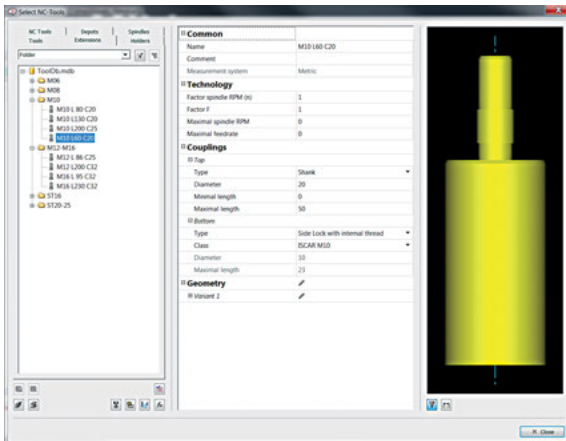 Select NC-Tools
NC Tools
Deputs
Spindles
Tools
Extensions
Holders
Folder
ToolDb.mdb
M06
M08
M10
M10 L 80 C20
M10 L130 C20
M10 L200 C25
M10 L60 C20
M12-M16
M12 L 86 C25
M12 L200 C32
M16 L 95 C32
M16 L230 C32
ST16
ST20-25
Common
Name M10 L60 C20
Comment
Measurement system Metric
Technology
Factor spindle RPM (n) 1
Factor F 1
Maximal spindle RPM 0
Maximal feedrate 0
Couplings
Top
Type Shank
Diameter 20
Minimal length 0
Maximal length 50
Bottom
Type Side Lock with internal thread
Class ISCAR M10
Diameter 10
Maximal length 23
Geometry
Variant 1
Close